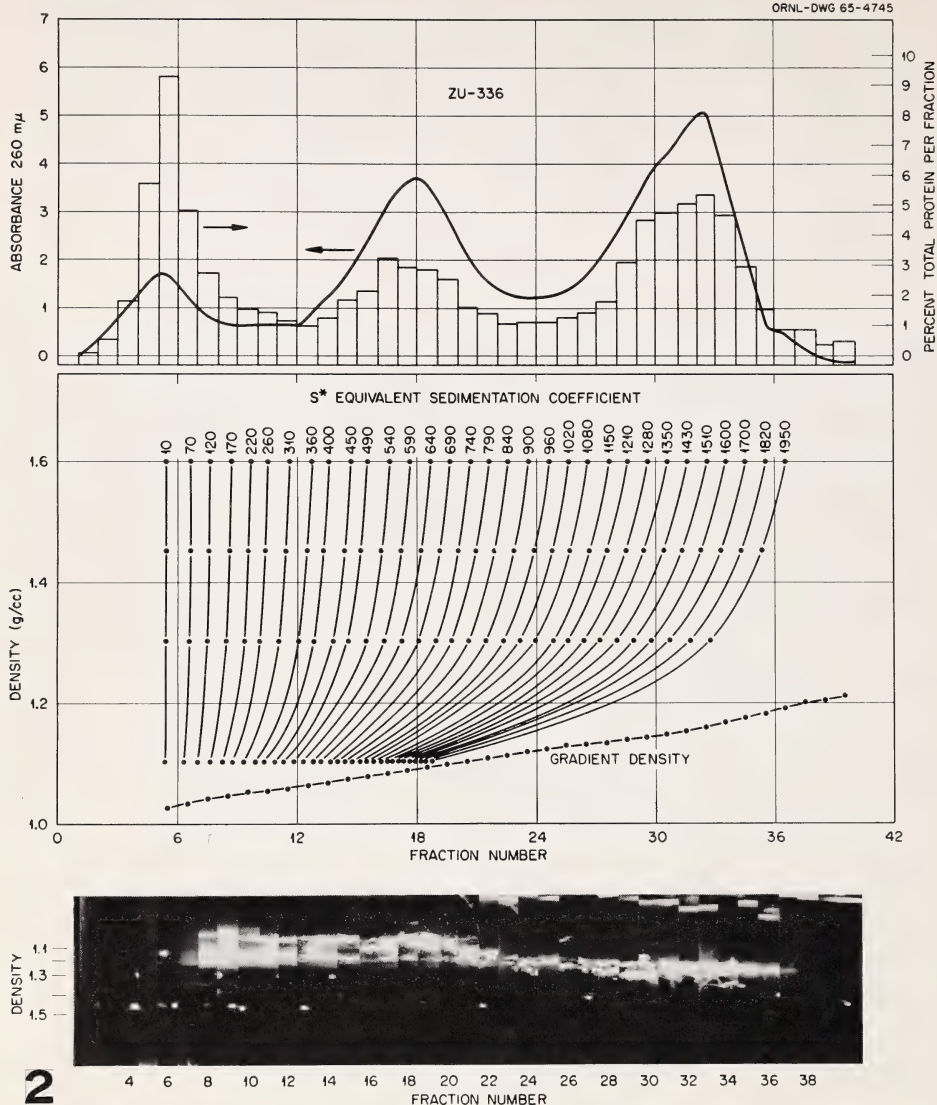 ORNL-DWG 65-4745
7
6
5
4
3
2
1
0
ABSORBANCE 260 mμ
ZU-336
10
9
8
7
6
5
4
3
2
1
0
PERCENT TOTAL PROTEIN PER FRACTION
S* EQUIVALENT SEDIMENTATION COEFFICIENT
10 70 120 170 220 260 310 360 400 450 490 540 590 640 690 740 790 840 900 960 1020 1080 1150 1210 1280 1350 1430 1510 1600 1700 1820 1950
1.6
1.4
1.2
1.0
DENSITY (g/cc)
GRADIENT DENSITY
0 6 12 18 24 30 36 42
FRACTION NUMBER
1.1
1.3
1.5
DENSITY
4 6 8 10 12 14 16 18 20 22 24 26 28 30 32 34 36 38
FRACTION NUMBER
2